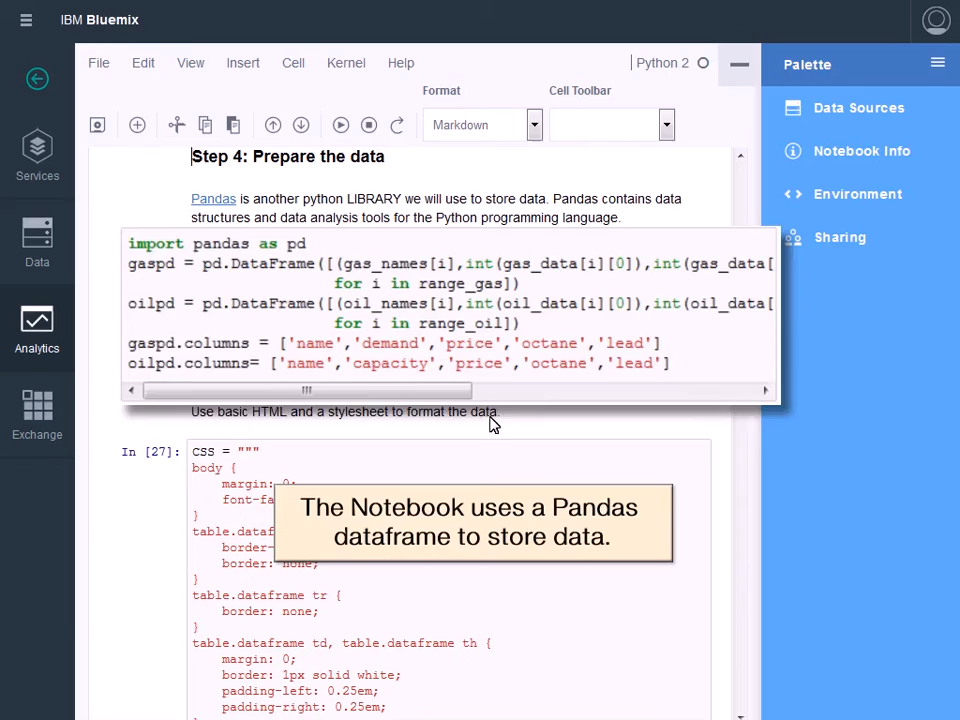 IBM Bluemix
File Edit View Insert Cell Kernel Help
Python 2
Palette
Format
Cell Toolbar
Markdown
Data Sources
Notebook Info
Environment
Sharing
Services
Data
Analytics
Exchange
Step 4: Prepare the data
Pandas is another python LIBRARY we will use to store data. Pandas contains data
structures and data analysis tools for the Python programming language.
import pandas as pd
gaspd = pd.DataFrame([(gas_names[i],int(gas_data[i][0]),int(gas_data[
for i in range_gas])
oilpd = pd.DataFrame([(oil_names[i],int(oil_data[i][0]),int(oil_data[
for i in range_oil])
gaspd.columns = ['name','demand','price','octane','lead']
oilpd.columns= ['name','capacity','price','octane','lead']
Use basic HTML and a stylesheet to format the data.
In [27]:
CSS = """
body {
margin: 0;
font-fa
}
table.dataf
border-
border: none;
}
table.dataframe tr {
border: none;
}
table.dataframe td, table.dataframe th {
margin: 0;
border: 1px solid white;
padding-left: 0.25em;
padding-right: 0.25em;
The Notebook uses a Pandas
dataframe to store data.